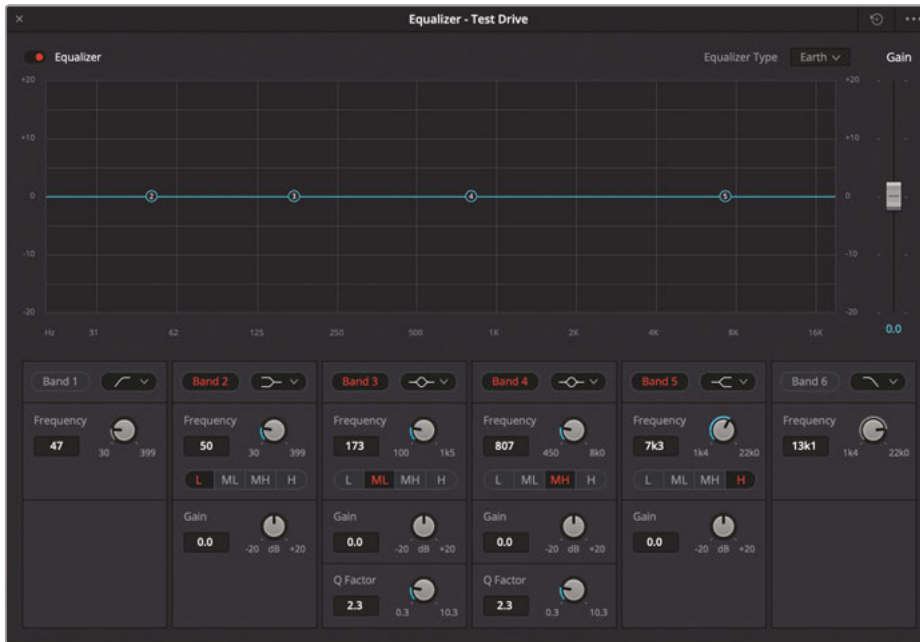 Equalizer - Test Drive
Equalizer
Equalizer Type Earth Gain
+20 +20
+10 +10
0 2 3 4 5 0
-10 -10
-20 -20
Hz 31 62 125 250 500 1K 2K 4K 8K 16K 0.0
Band 1 Band 2 Band 3 Band 4 Band 5 Band 6
Frequency Frequency Frequency Frequency Frequency Frequency
47 50 173 807 7k3 13k1
30 399 30 399 100 1k5 450 8k0 1k4 22k0 1k4 22k0
L ML MH H L ML MH H L ML MH H L ML MH H
Gain Gain Gain Gain
0.0 0.0 0.0 0.0
-20 dB +20 -20 dB +20 -20 dB +20 -20 dB +20
Q Factor Q Factor
2.3 2.3
0.3 10.3 0.3 10.3